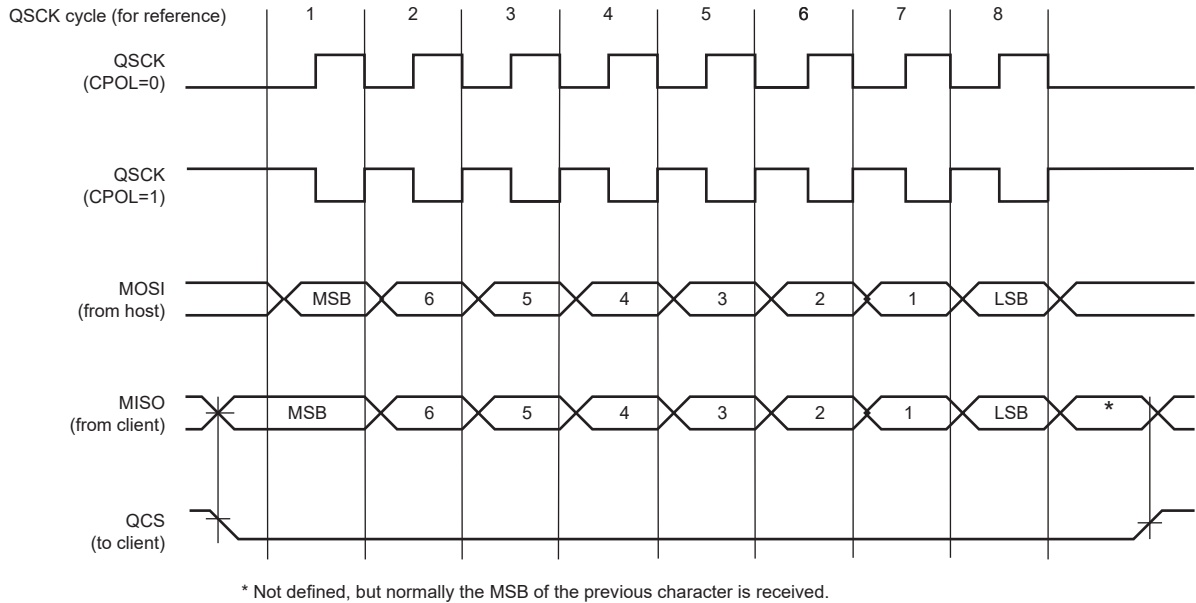 QSCK cycle (for reference) 1 2 3 4 5 6 7 8
QSCK
(CPOL=0)
QSCK
(CPOL=1)
MOSI
(from host)
MSB 6 5 4 3 2 1 LSB
MISO
(from client)
MSB 6 5 4 3 2 1 LSB *
QCS
(to client)
* Not defined, but normally the MSB of the previous character is received.